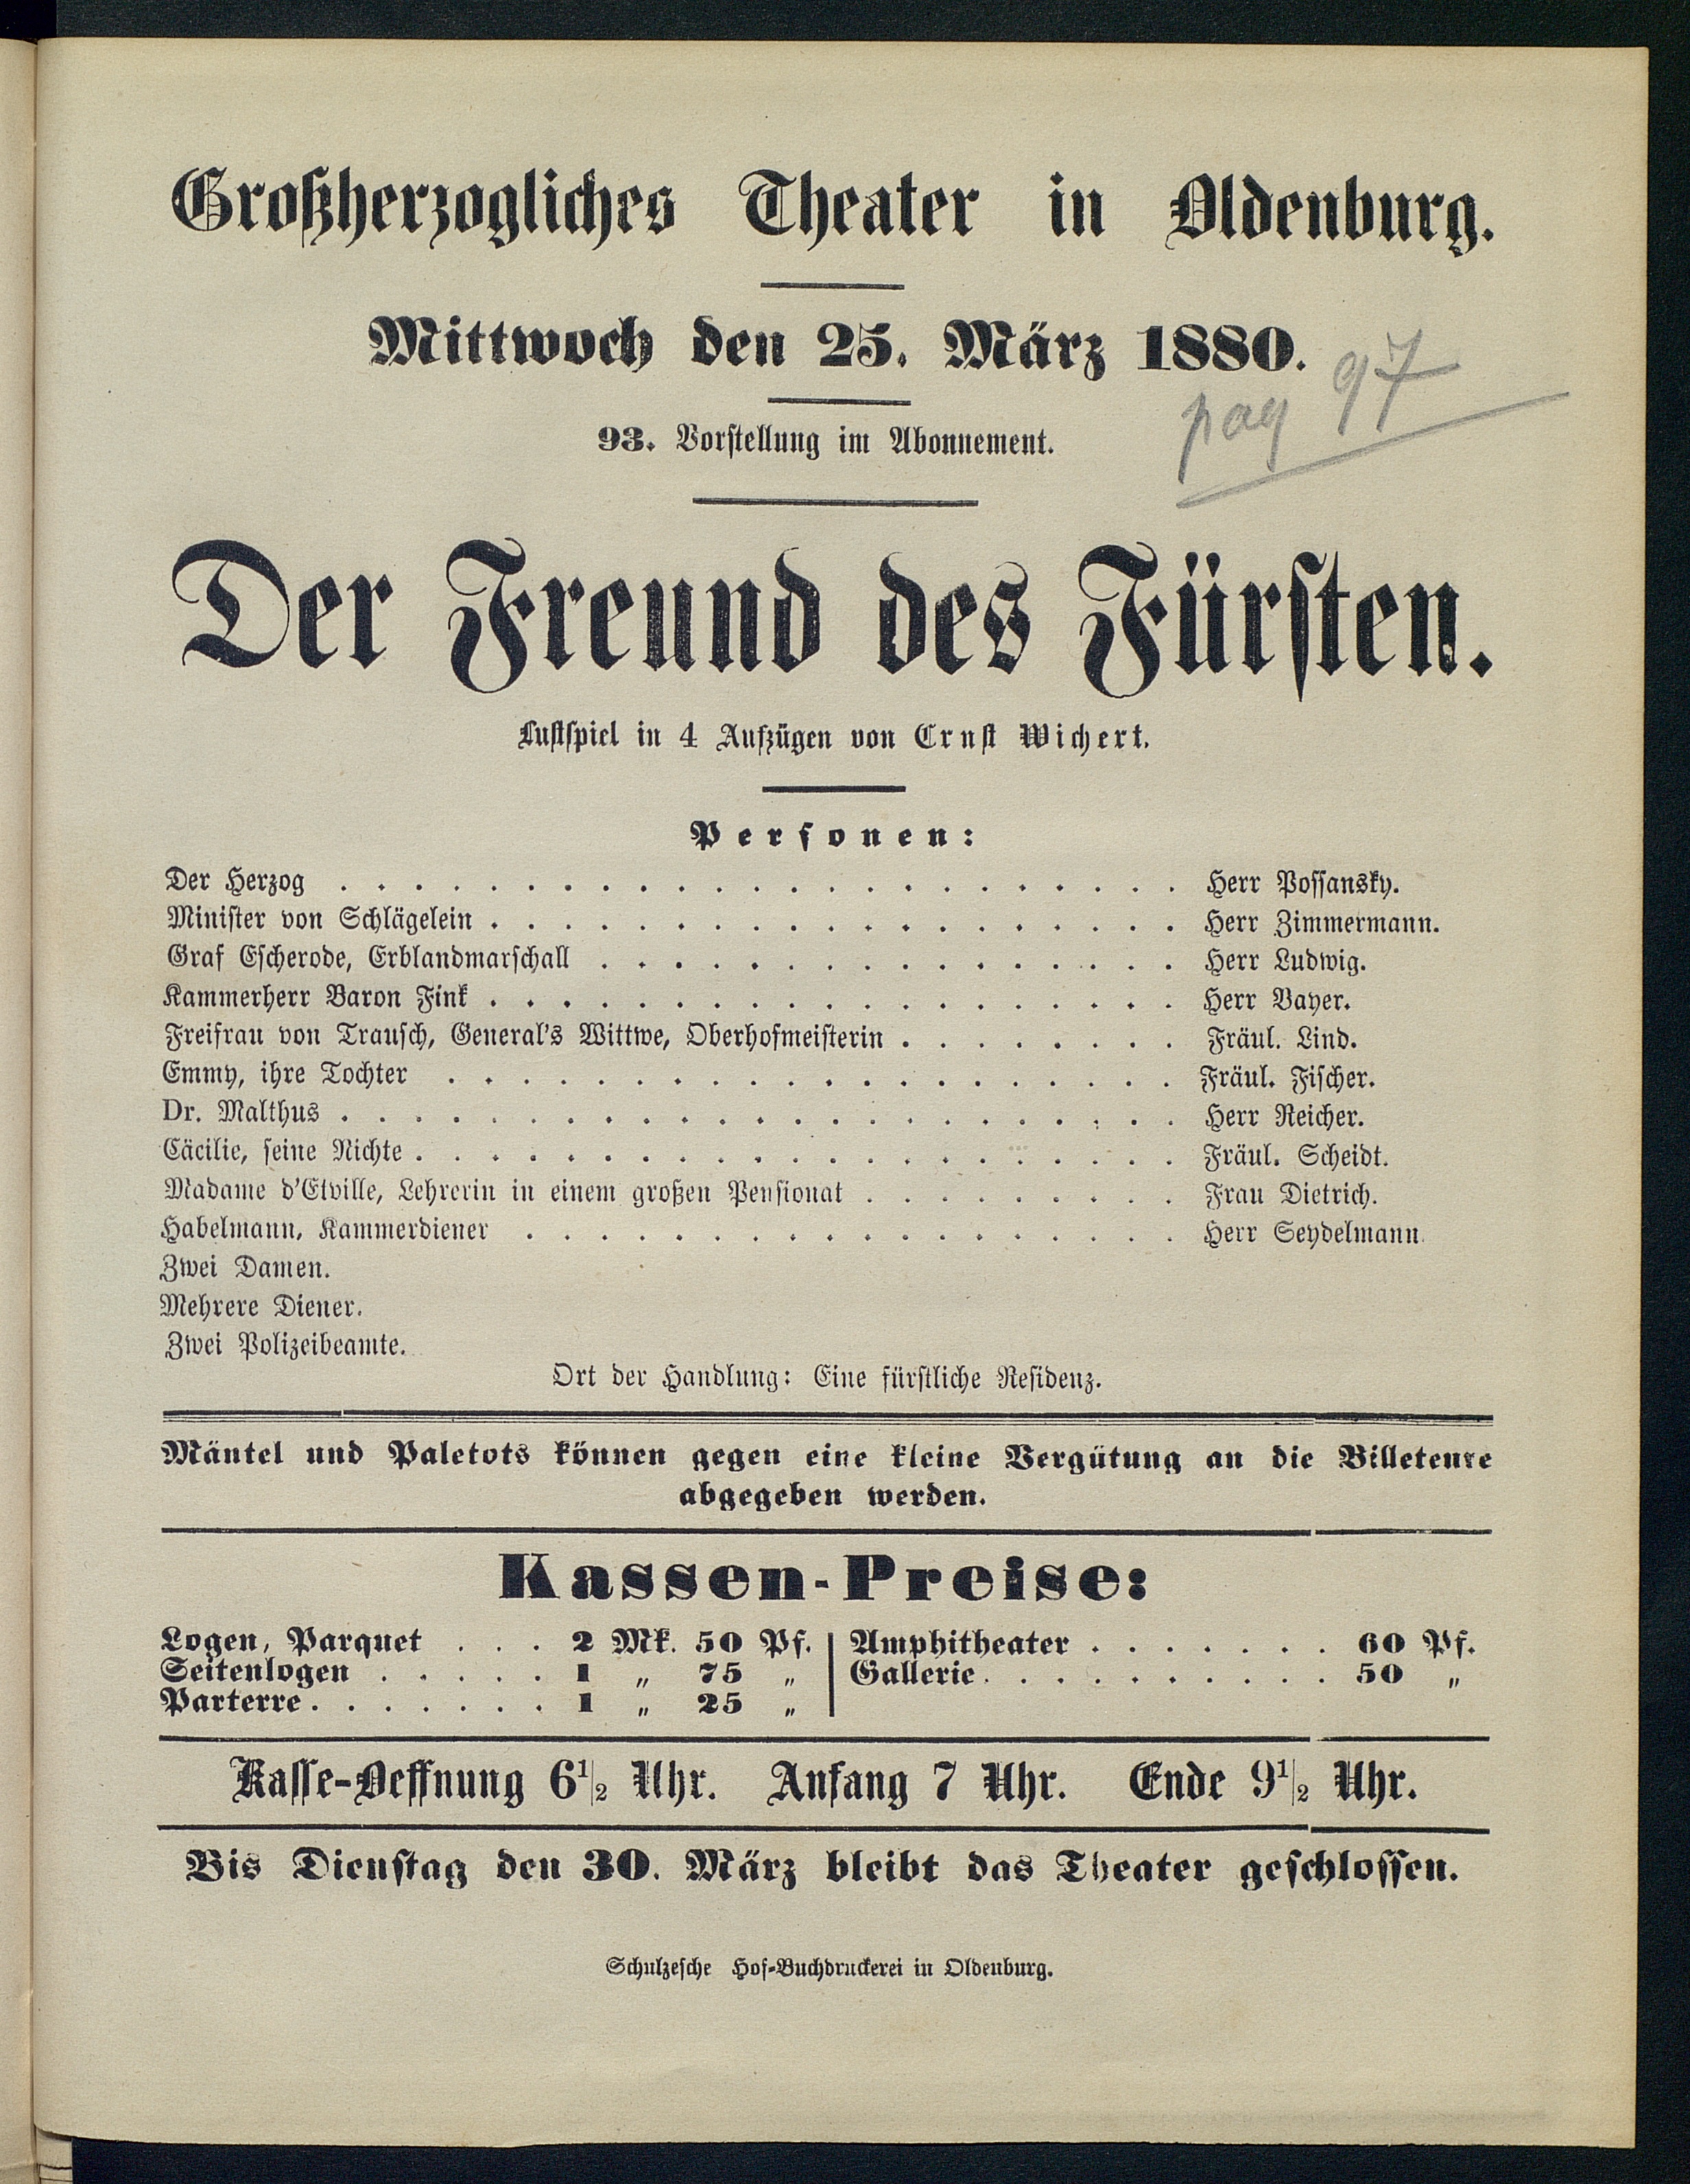 Großherzogliches Theater in Oldenburg.
Mittwoch den 25. März 1880.
pag 97
93. Vorstellung im Abonnement.
Der Freund des Fürsten.
Lustspiel in 4 Aufzügen von Ernst Wichert.
Personen:
Der Herzog . . . . . . . . . . . . . . . . . . . . . . . Herr Possansky.
Minister von Schlägelein . . . . . . . . . . . . . . . . . . . Herr Zimmermann.
Graf Escherode, Erblandmarschall . . . . . . . . . . . . . . . . Herr Ludwig.
Kammerherr Baron Fink . . . . . . . . . . . . . . . . . . . Herr Bayer.
Freifrau von Trausch, General's Wittwe, Oberhofmeisterin . . . . . . . . Fräul. Lind.
Emmy, ihre Tochter . . . . . . . . . . . . . . . . . . . . Fräul. Fischer.
Dr. Malthus . . . . . . . . . . . . . . . . . . . . . . . Herr Reicher.
Cäcilie, seine Nichte . . . . . . . . . . . . . . . . . . . . . Fräul. Scheidt.
Madame d'Etville, Lehrerin in einem großen Pensionat . . . . . . . . . Frau Dietrich.
Habelmann, Kammerdiener . . . . . . . . . . . . . . . . . . Herr Seydelmann.
Zwei Damen.
Mehrere Diener.
Zwei Polizeibeamte.
Ort der Handlung: Eine fürstliche Residenz.
Mäntel und Paletots können gegen eine kleine Vergütung an die Billeteure
abgegeben werden.
Kassen-Preise:
Logen, Parquet . . . 2 Mk. 50 Pf. | Amphitheater . . . . . . . 60 Pf.
Seitenlogen . . . . . 1 „ 75 „ | Gallerie . . . . . . . . . . 50 „
Parterre . . . . . . . 1 „ 25 „
Kasse-Oeffnung 6 1/2 Uhr. Anfang 7 Uhr. Ende 9 1/2 Uhr.
Bis Dienstag den 30. März bleibt das Theater geschlossen.
Schulzesche Hof-Buchdruckerei in Oldenburg.